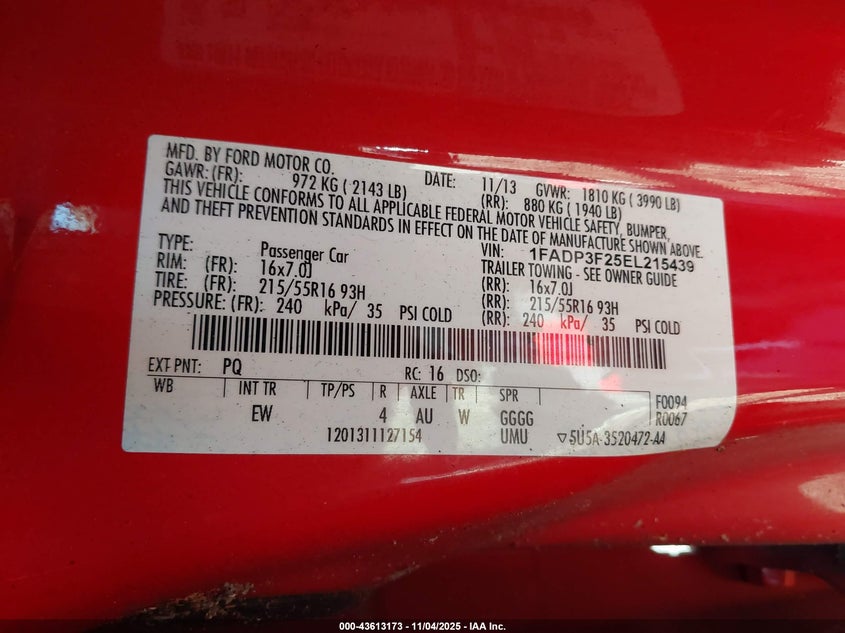 MFD. BY FORD MOTOR CO. DATE: 11/13 GVWR: 1810 KG ( 3990 LB)
GAWR: (FR): 972 KG ( 2143 LB) (RR): 880 KG ( 1940 LB)
THIS VEHICLE CONFORMS TO ALL APPLICABLE FEDERAL MOTOR VEHICLE SAFETY, BUMPER,
AND THEFT PREVENTION STANDARDS IN EFFECT ON THE DATE OF MANUFACTURE SHOWN ABOVE.
VIN: 1FADP3F25EL215439
TYPE: Passenger Car TRAILER TOWING - SEE OWNER GUIDE
RIM: (FR): 16x7.0J (RR): 16x7.0J
TIRE: (FR): 215/55R16 93H (RR): 215/55R16 93H
PRESSURE: (FR): 240 kPa/ 35 PSI COLD (RR): 240 kPa/ 35 PSI COLD
EXT PNT: PQ RC: 16 DSO:
WB INT TR TP/PS R AXLE TR SPR
EW 4 AU W GGGG F0094
R0067
1201311127154 UMU ▽5U5A-3520472-AA
000-43613173 - 11/04/2025 - IAA Inc.